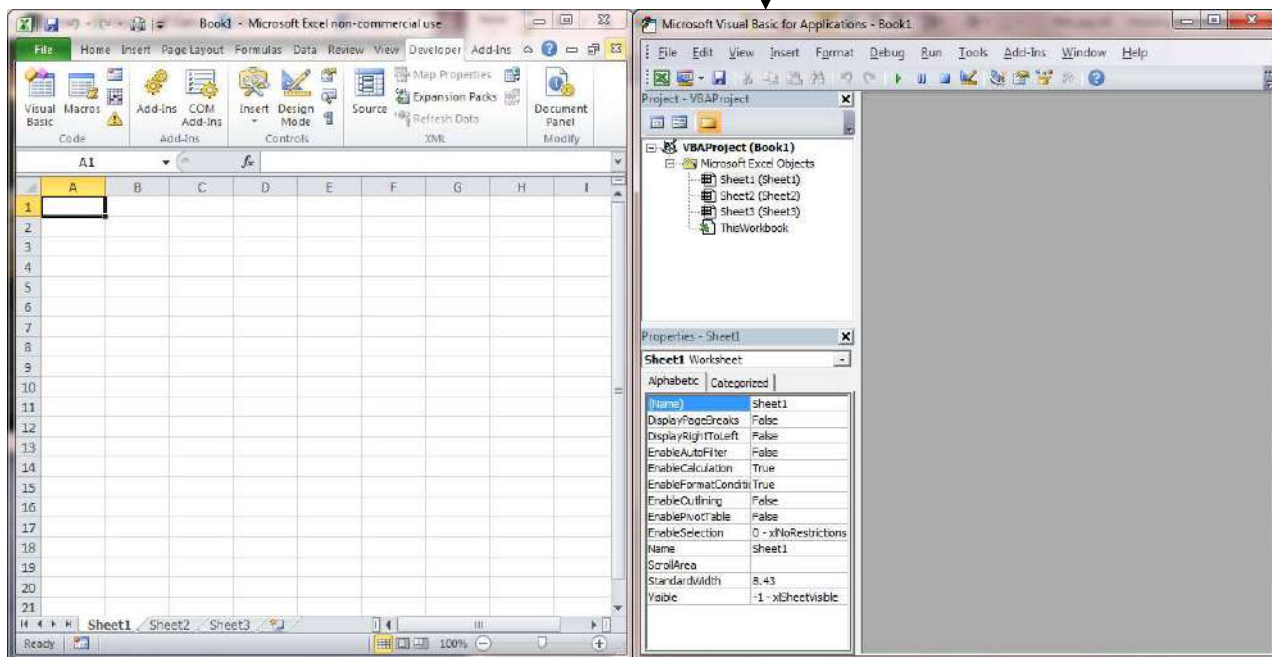 Book1 - Microsoft Excel non-commercial use
File Home Insert Page Layout Formulas Data Review View Developer Add-Ins
Visual Basic
Macros
Add-Ins
COM Add-Ins
Insert
Design Mode
Source
Map Properties
Expansion Packs
Refresh Data
Document Panel
Code Add-Ins Controls XML Modify
A1 fx
A B C D E F G H I
1
2
3
4
5
6
7
8
9
10
11
12
13
14
15
16
17
18
19
20
21
Sheet1 Sheet2 Sheet3
Ready 100%
Microsoft Visual Basic for Applications - Book1
File Edit View Insert Format Debug Run Tools Add-Ins Window Help
Project - VBAProject
VBAProject (Book1)
Microsoft Excel Objects
Sheet1 (Sheet1)
Sheet2 (Sheet2)
Sheet3 (Sheet3)
ThisWorkbook
Properties - Sheet1
Sheet1 Worksheet
Alphabetic Categorized
(Name) Sheet1
DisplayPageBreaks False
DisplayRightToLeft False
EnableAutoFilter False
EnableCalculation True
EnableFormatConditi True
EnableOutlining False
EnablePivotTable False
EnableSelection 0 - xlNoRestrictions
Name Sheet1
ScrollArea
StandardWidth 8.43
Visible -1 - xlSheetVisible